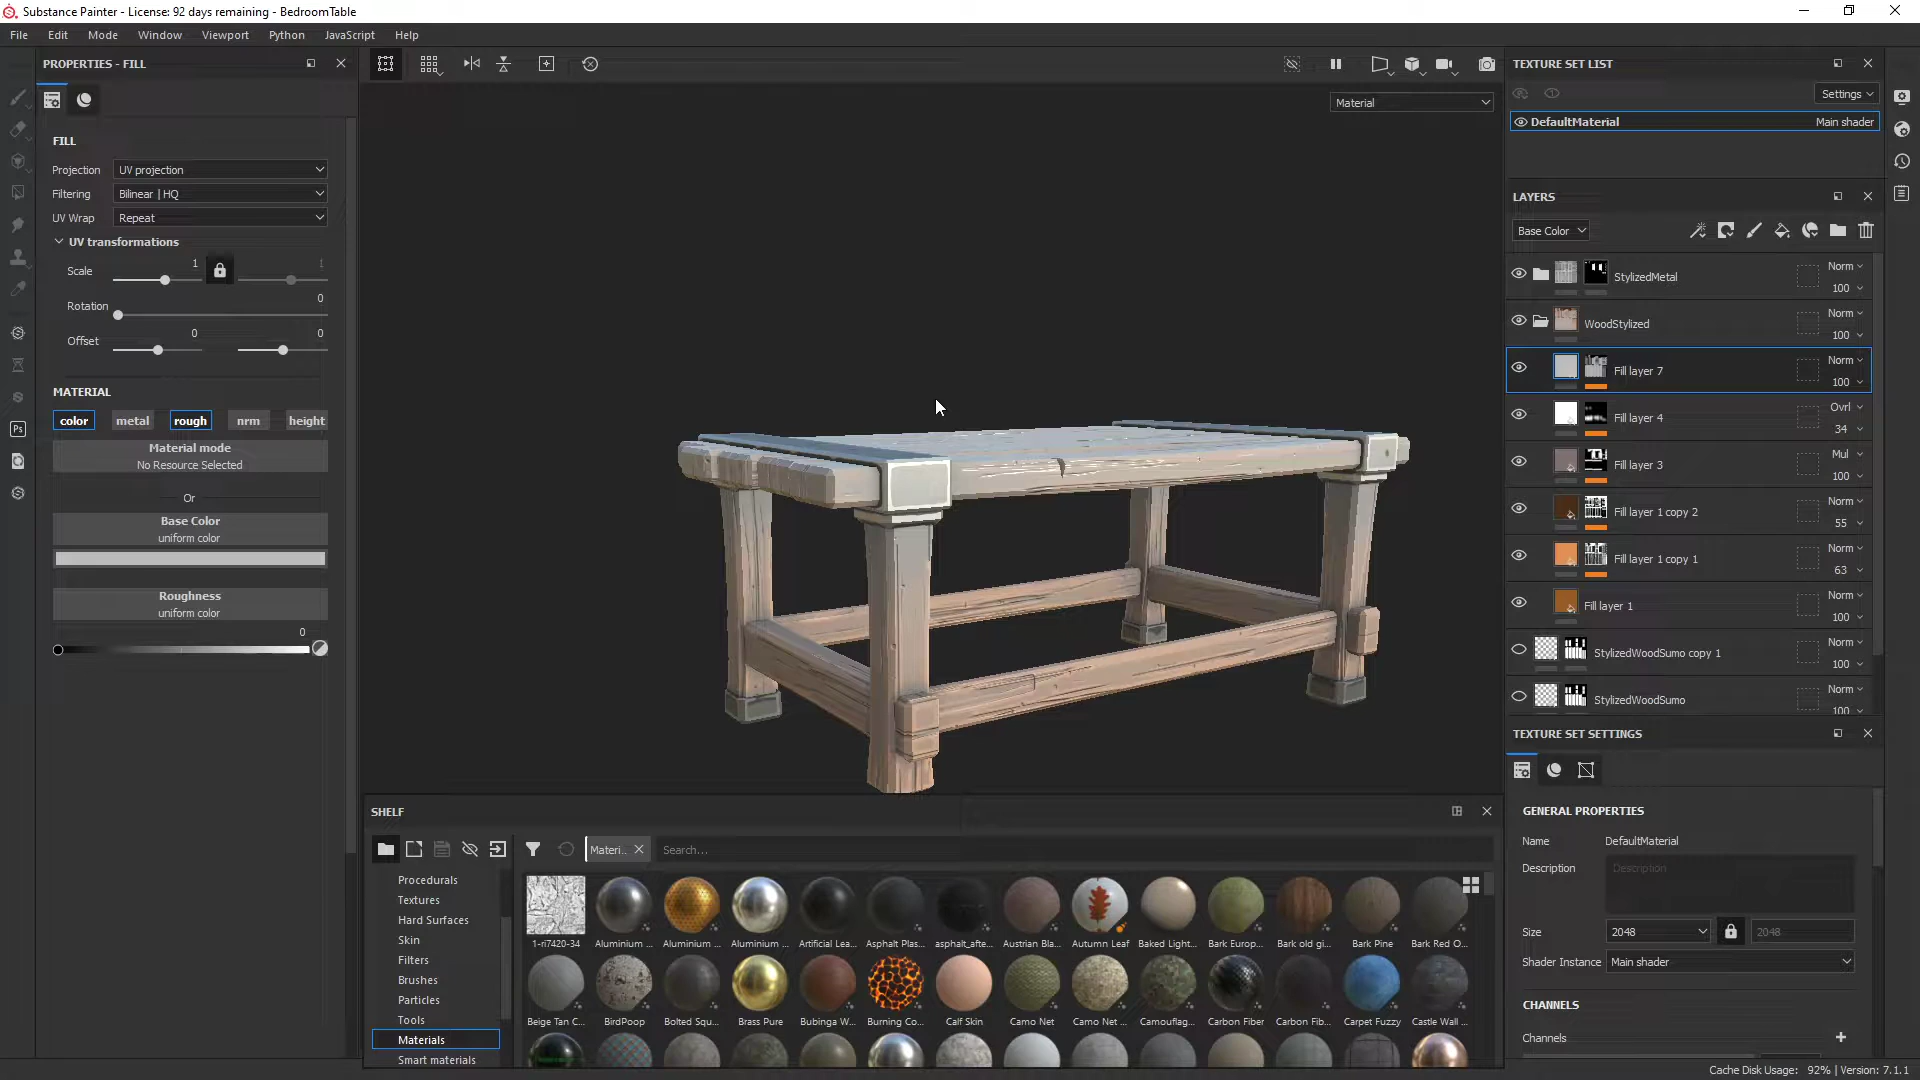 Substance Painter - License: 92 days remaining - BedroomTable
File Edit Mode Window Viewport Python JavaScript Help
PROPERTIES - FILL
FILL
Projection UV projection
Filtering Bilinear | HQ
UV Wrap Repeat
UV transformations
Scale 1 1
Rotation 0
Offset 0 0
MATERIAL
color metal rough nrm height
Material mode
No Resource Selected
Or
Base Color
uniform color
Roughness
uniform color
0
Material
TEXTURE SET LIST
Settings
DefaultMaterial Main shader
LAYERS
Base Color
StylizedMetal Norm 100
WoodStylized Norm 100
Fill layer 7 Norm 100
Fill layer 4 Ovrl 34
Fill layer 3 Mul 100
Fill layer 1 copy 2 Norm 55
Fill layer 1 copy 1 Norm 63
Fill layer 1 Norm 100
StylizedWoodSumo copy 1 Norm 100
StylizedWoodSumo Norm 100
TEXTURE SET SETTINGS
GENERAL PROPERTIES
Name DefaultMaterial
Description Description
Size 2048 2048
Shader Instance Main shader
CHANNELS
Channels +
SHELF
Materi... Search...
Procedurals
Textures
Hard Surfaces
Skin
Filters
Brushes
Particles
Tools
Materials
Smart materials
1-ri7420-34 Aluminium ... Aluminium ... Aluminium ... Artificial Lea... Asphalt Plas... asphalt_afte... Austrian Bla... Autumn Leaf Baked Light... Bark Europ... Bark old gi... Bark Pine Bark Red O...
Beige Tan C... BirdPoop Bolted Squ... Brass Pure Bubinga W... Burning Co... Calf Skin Camo Net Camo Net ... Camouflag... Carbon Fiber Carbon Fib... Carpet Fuzzy Castle Wall ...
Cache Disk Usage: 92% | Version: 7.1.1